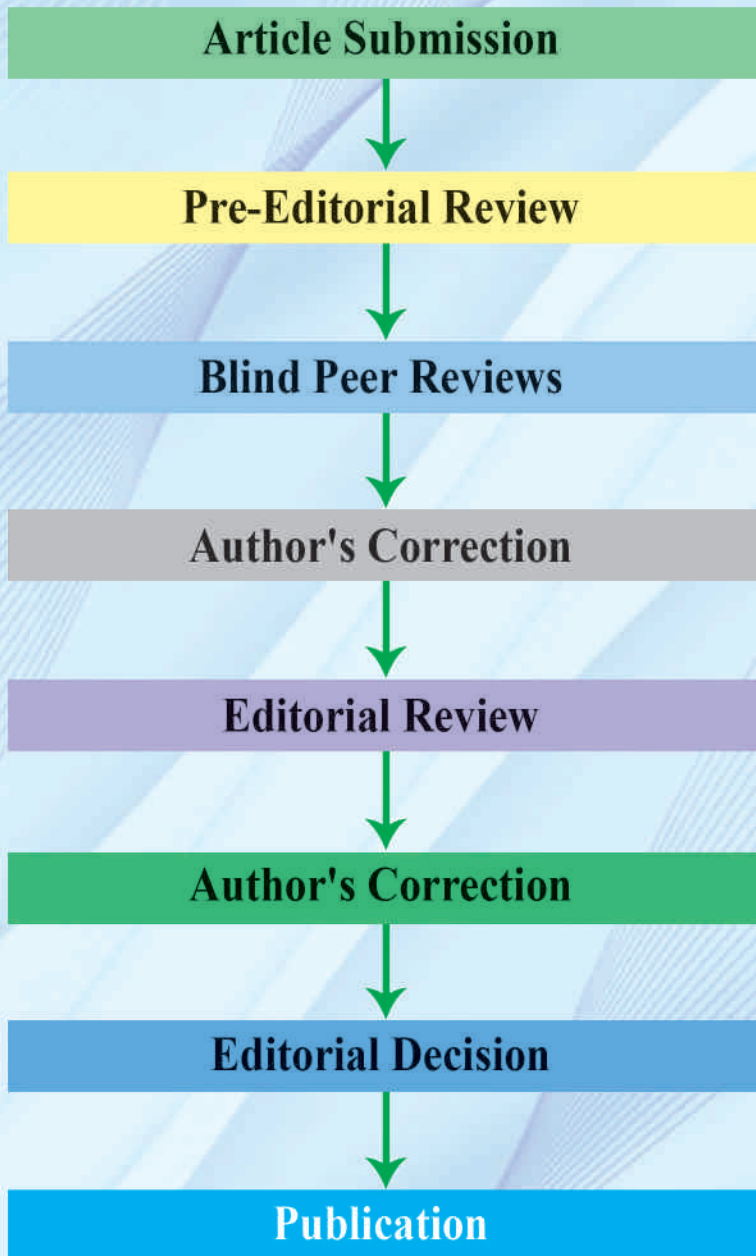 Article Submission
Pre-Editorial Review
Blind Peer Reviews
Author's Correction
Editorial Review
Author's Correction
Editorial Decision
Publication